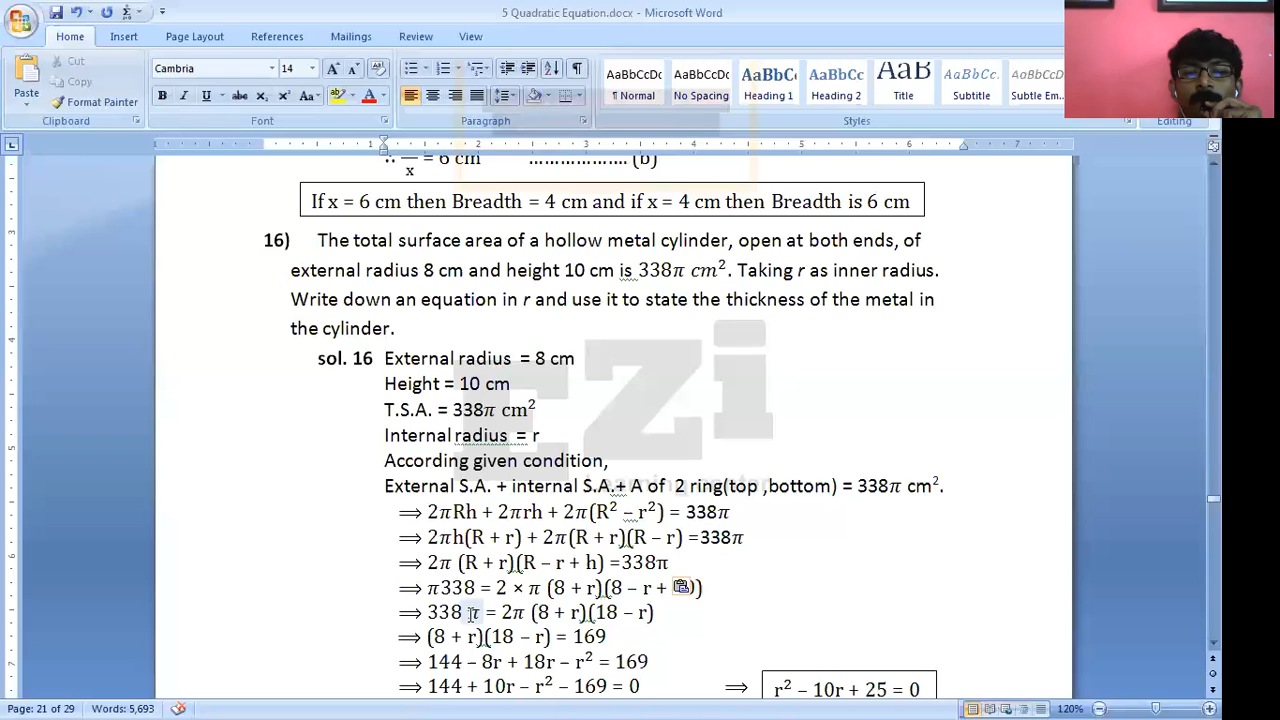 5 Quadratic Equation.docx - Microsoft Word
Home Insert Page Layout References Mailings Review View
Cut
Copy
Paste
Format Painter
Clipboard
Cambria 14
B I U abc x₂ x² Aa
Font
Paragraph
AaBbCcDc AaBbCcDc AaBbCc AaBbCc AaB AaBbCc AaBbCcDd
¶ Normal No Spacing Heading 1 Heading 2 Title Subtitle Subtle Em...
Styles
Editing
∴ — = 6 cm ………………. (b)
x
If x = 6 cm then Breadth = 4 cm and if x = 4 cm then Breadth is 6 cm
16) The total surface area of a hollow metal cylinder, open at both ends, of
external radius 8 cm and height 10 cm is 338π cm². Taking r as inner radius.
Write down an equation in r and use it to state the thickness of the metal in
the cylinder.
sol. 16 External radius = 8 cm
Height = 10 cm
T.S.A. = 338π cm²
Internal radius = r
According given condition,
External S.A. + internal S.A.+ A of 2 ring(top ,bottom) = 338π cm².
⟹ 2πRh + 2πrh + 2π(R² − r²) = 338π
⟹ 2πh(R + r) + 2π(R + r)(R − r) =338π
⟹ 2π (R + r)(R − r + h) =338π
⟹ π338 = 2 × π (8 + r)(8 − r + ))
⟹ 338 π = 2π (8 + r)(18 − r)
⟹ (8 + r)(18 − r) = 169
⟹ 144 − 8r + 18r − r² = 169
⟹ 144 + 10r − r² − 169 = 0 ⟹ r² − 10r + 25 = 0
EZi
Page: 21 of 29 Words: 5,693 120%